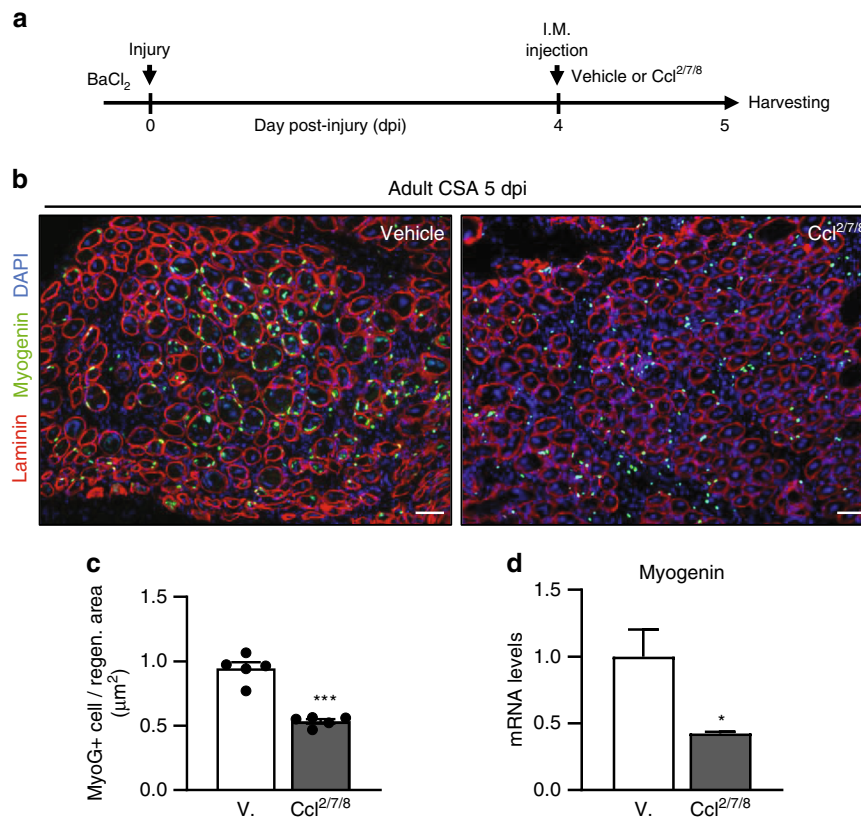 a
Injury
I.M.
injection
BaCl₂
Vehicle or Ccl²/⁷/⁸
Harvesting
0
Day post-injury (dpi)
4
5
b
Adult CSA 5 dpi
Laminin Myogenin DAPI
Vehicle
Ccl²/⁷/⁸
c
MyoG+ cell / regen. area
(μm²)
1.5
1.0
0.5
0.0
***
V.
Ccl²/⁷/⁸
d
Myogenin
mRNA levels
1.5
1.0
0.5
0.0
*
V.
Ccl²/⁷/⁸